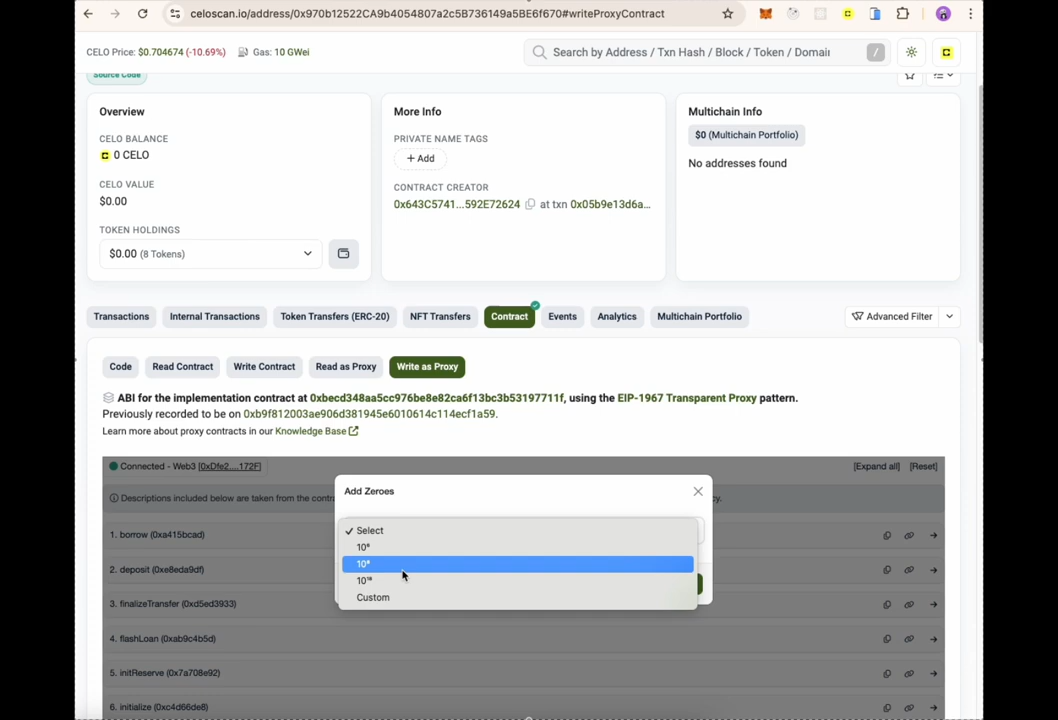 celoscan.io/address/0x970b12522CA9b4054807a2c5B736149a5BE6f670#writeProxyContract
CELO Price: $0.704674 (-10.69%) Gas: 10 GWei
Search by Address / Txn Hash / Block / Token / Domain /
Source Code
Overview
CELO BALANCE
0 CELO
CELO VALUE
$0.00
TOKEN HOLDINGS
$0.00 (8 Tokens)
More Info
PRIVATE NAME TAGS
+ Add
CONTRACT CREATOR
0x643C5741...592E72624 at txn 0x05b9e13d6a...
Multichain Info
$0 (Multichain Portfolio)
No addresses found
Transactions Internal Transactions Token Transfers (ERC-20) NFT Transfers Contract Events Analytics Multichain Portfolio Advanced Filter
Code Read Contract Write Contract Read as Proxy Write as Proxy
ABI for the implementation contract at 0xbecd348aa5cc976be8e82ca6f13bc3b53197711f, using the EIP-1967 Transparent Proxy pattern.
Previously recorded to be on 0xb9f812003ae906d381945e6010614c114ecf1a59.
Learn more about proxy contracts in our Knowledge Base
Connected - Web3 [0xDfe2....172F] [Expand all] [Reset]
Descriptions included below are taken from the contra
cy.
Add Zeroes
✓ Select
10¹⁸
Custom
1. borrow (0xa415bcad)
2. deposit (0xe8eda9df)
3. finalizeTransfer (0xd5ed3933)
4. flashLoan (0xab9c4b5d)
5. initReserve (0x7a708e92)
6. initialize (0xc4d66de8)